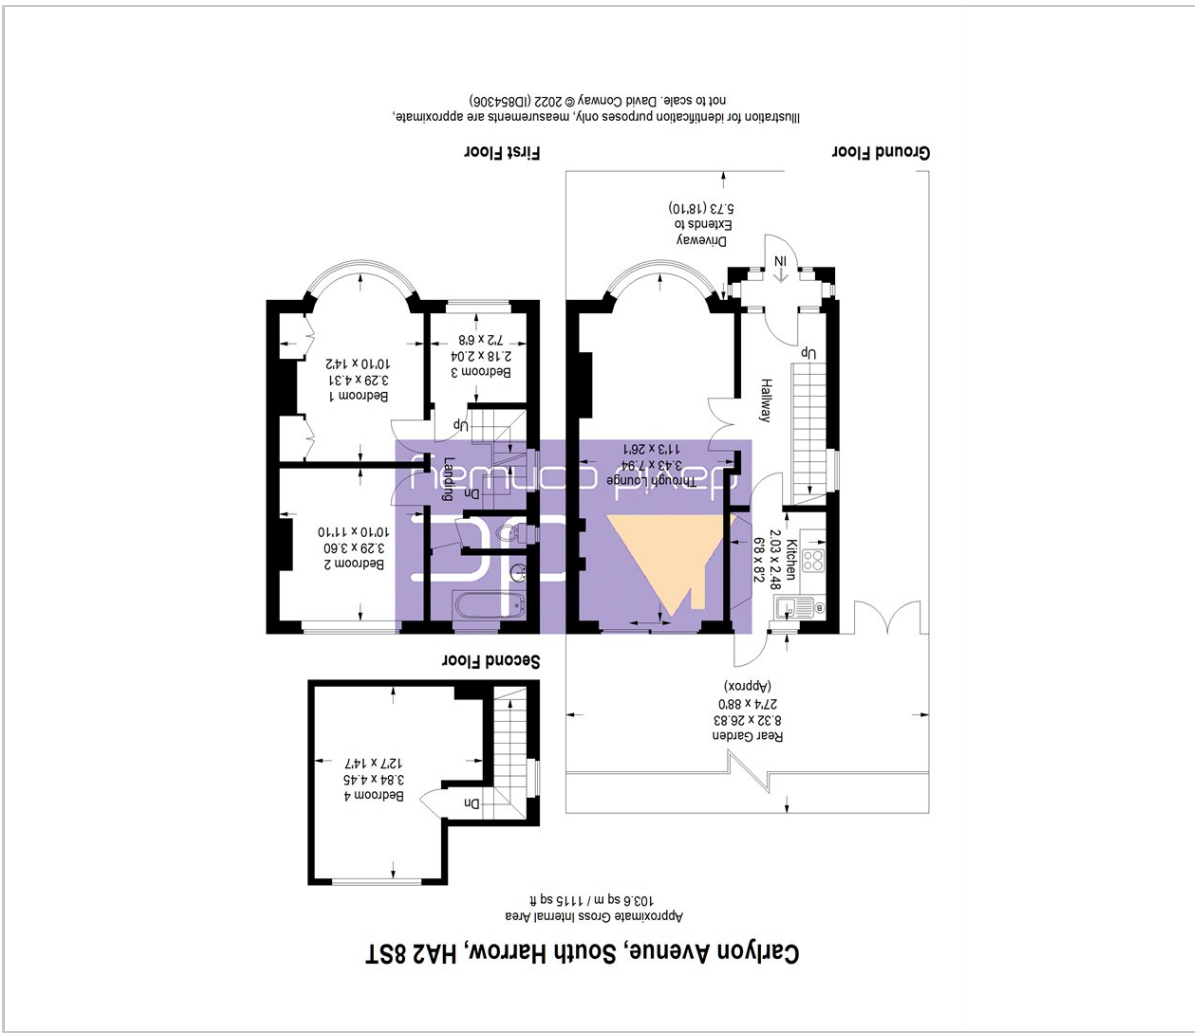 Carlyon Avenue, South Harrow, HA2 8ST
Approximate Gross Internal Area
103.6 sq m / 1115 sq ft
Rear Garden
8.32 x 26.83
27'4 x 88'0
(Approx)
Dn
Bedroom 4
3.84 x 4.45
12'7 x 14'7
Second Floor
B
Kitchen
2.03 x 2.48
6'8 x 8'2
Through Lounge
3.43 x 7.94
11'3 x 26'1
david conway
dc
Hallway
Up
IN
Driveway
Extends to
5.73 (18'10)
Ground Floor
Dn
Landing
Up
Bedroom 2
3.29 x 3.60
10'10 x 11'10
Bedroom 3
2.18 x 2.04
7'2 x 6'8
Bedroom 1
3.29 x 4.31
10'10 x 14'2
First Floor
Illustration for identification purposes only, measurements are approximate,
not to scale. David Conway © 2022 (ID854306)